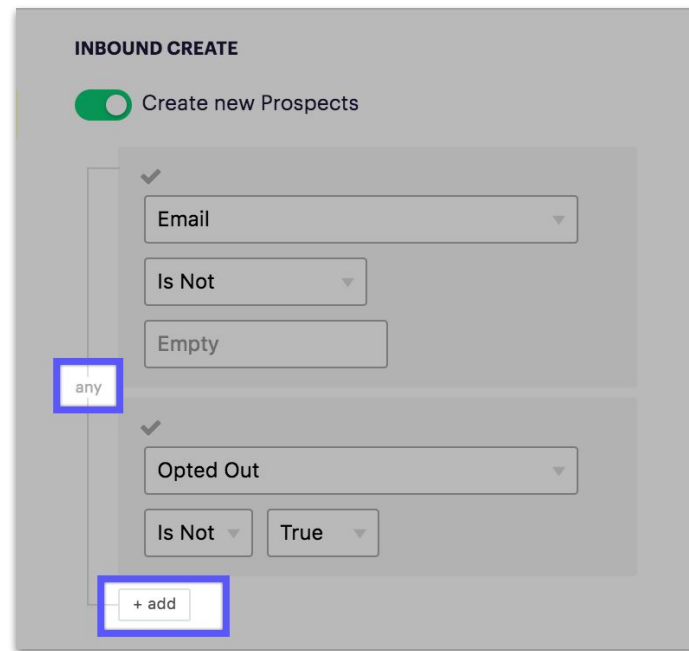 INBOUND CREATE
Create new Prospects
Email
Is Not
Empty
any
Opted Out
Is Not True
+ add